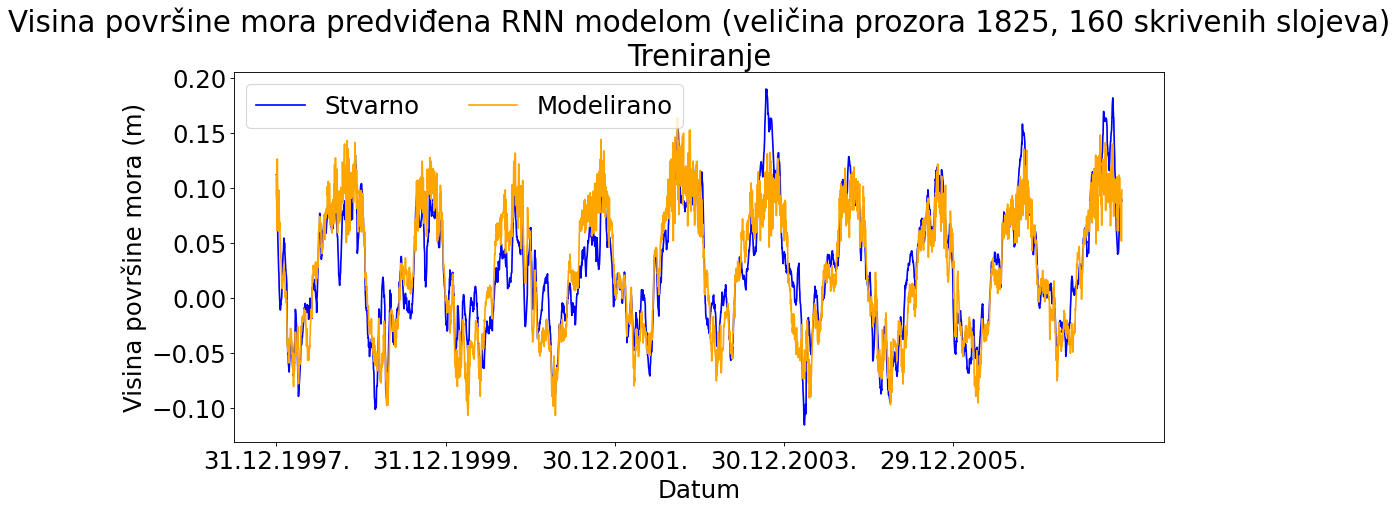 Visina površine mora predviđena RNN modelom (veličina prozora 1825, 160 skrivenih slojeva)
Treniranje
Stvarno Modelirano
Visina površine mora (m)
0.20
0.15
0.10
0.05
0.00
−0.05
−0.10
31.12.1997. 31.12.1999. 30.12.2001. 30.12.2003. 29.12.2005.
Datum